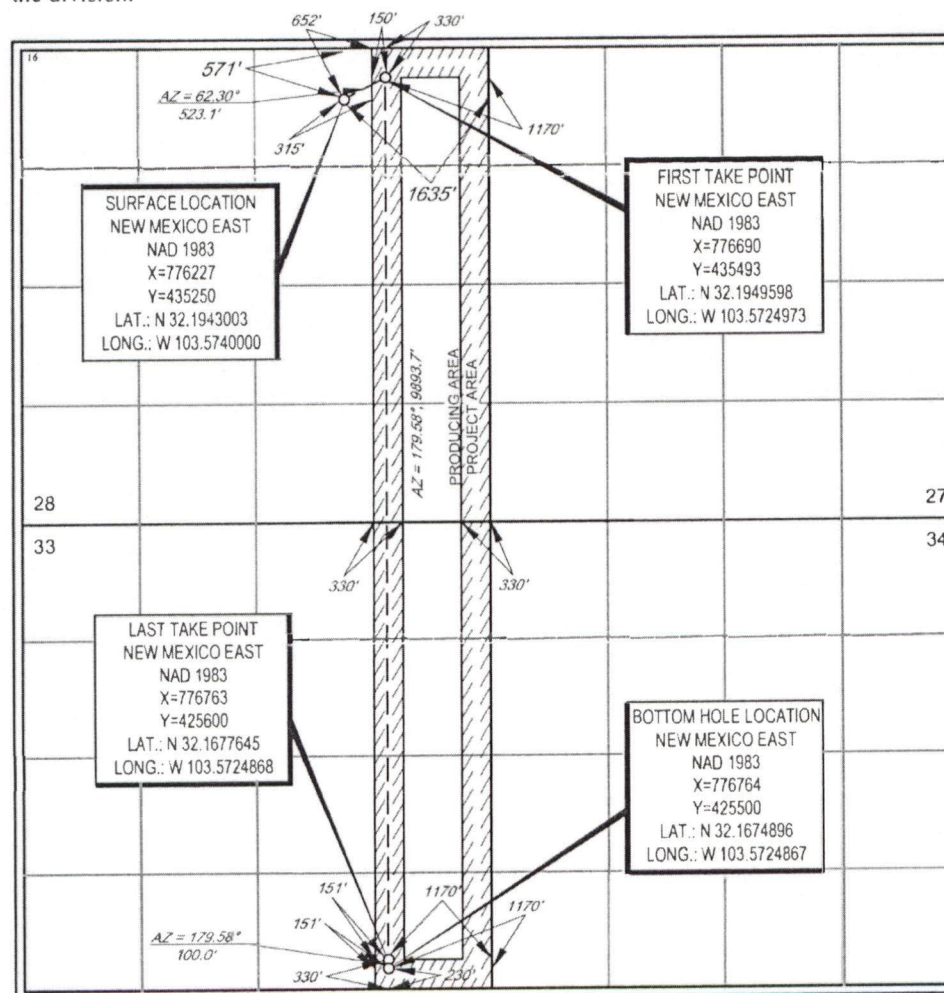 the division.
652' 150' 330'
16
571'
AZ = 62.30°
523.1'
315'
1170'
1635'
SURFACE LOCATION
NEW MEXICO EAST
NAD 1983
X=776227
Y=435250
LAT.: N 32.1943003
LONG.: W 103.5740000
FIRST TAKE POINT
NEW MEXICO EAST
NAD 1983
X=776690
Y=435493
LAT.: N 32.1949598
LONG.: W 103.5724973
AZ = 179.58°, 9893.7'
PRODUCING AREA
PROJECT AREA
28
27
33
34
330'
330'
LAST TAKE POINT
NEW MEXICO EAST
NAD 1983
X=776763
Y=425600
LAT.: N 32.1677645
LONG.: W 103.5724868
BOTTOM HOLE LOCATION
NEW MEXICO EAST
NAD 1983
X=776764
Y=425500
LAT.: N 32.1674896
LONG.: W 103.5724867
151'
1170'
151'
1170'
AZ = 179.58°
100.0'
330'
230'